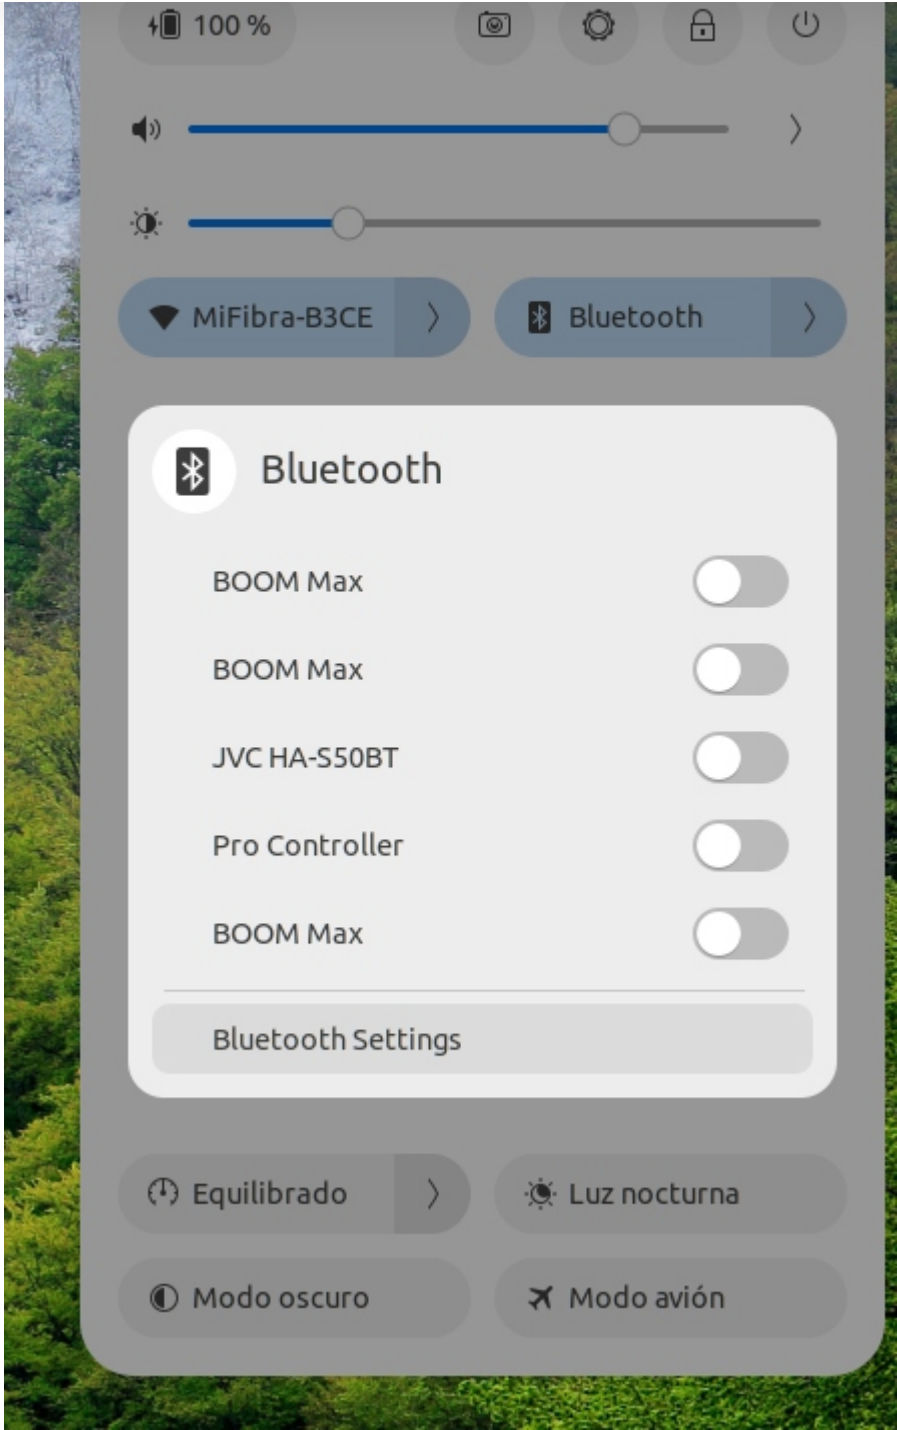 100 %
MiFibra-B3CE
Bluetooth
Bluetooth
BOOM Max
BOOM Max
JVC HA-S50BT
Pro Controller
BOOM Max
Bluetooth Settings
Equilibrado
Luz nocturna
Modo oscuro
Modo avión